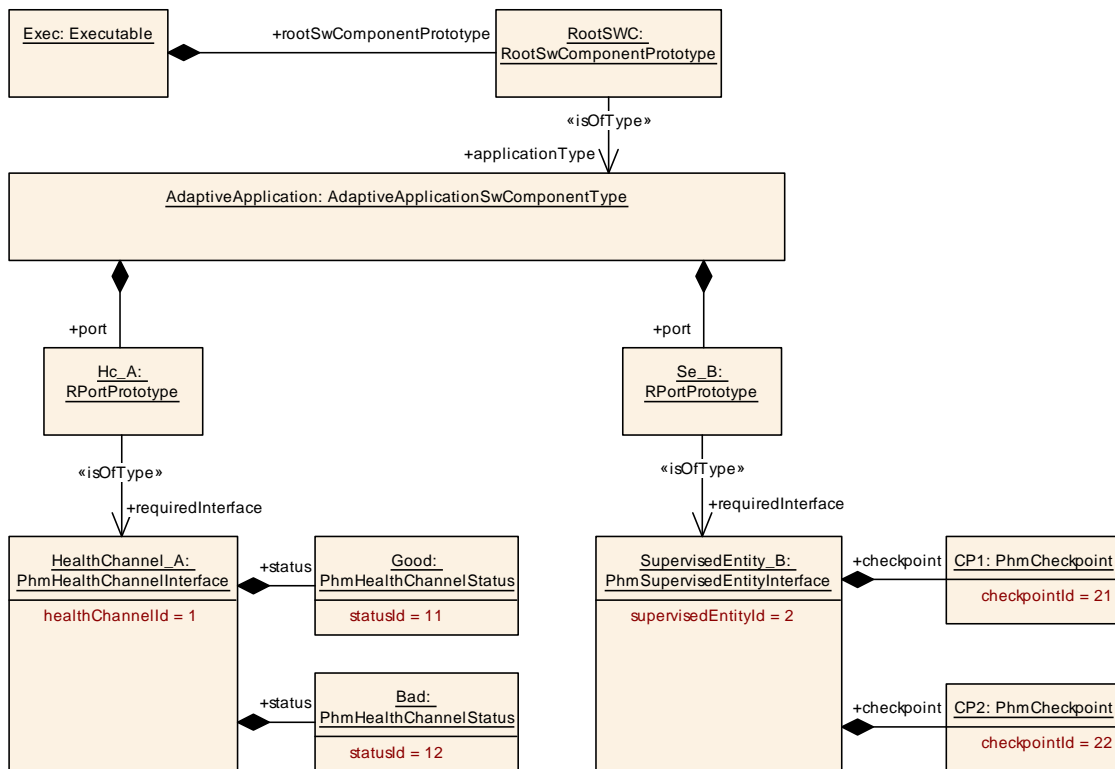 Exec: Executable
+rootSwComponentPrototype
RootSWC:
RootSwComponentPrototype
«isOfType»
+applicationType
AdaptiveApplication: AdaptiveApplicationSwComponentType
+port
+port
Hc_A:
RPortPrototype
Se_B:
RPortPrototype
«isOfType»
«isOfType»
+requiredInterface
+requiredInterface
HealthChannel_A:
PhmHealthChannelInterface
healthChannelId = 1
+status
Good:
PhmHealthChannelStatus
statusId = 11
+status
Bad:
PhmHealthChannelStatus
statusId = 12
SupervisedEntity_B:
PhmSupervisedEntityInterface
supervisedEntityId = 2
+checkpoint
CP1: PhmCheckpoint
checkpointId = 21
+checkpoint
CP2: PhmCheckpoint
checkpointId = 22